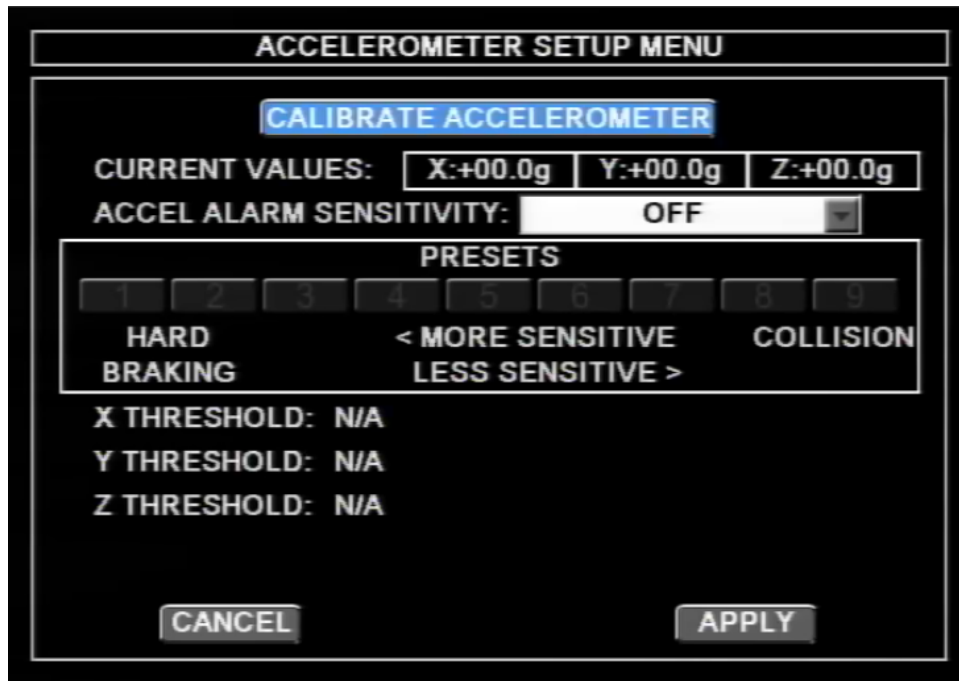 ACCELEROMETER SETUP MENU
CALIBRATE ACCELEROMETER
CURRENT VALUES: X:+00.0g Y:+00.0g Z:+00.0g
ACCEL ALARM SENSITIVITY: OFF
PRESETS
1 2 3 4 5 6 7 8 9
HARD < MORE SENSITIVE COLLISION
BRAKING LESS SENSITIVE >
X THRESHOLD: N/A
Y THRESHOLD: N/A
Z THRESHOLD: N/A
CANCEL APPLY